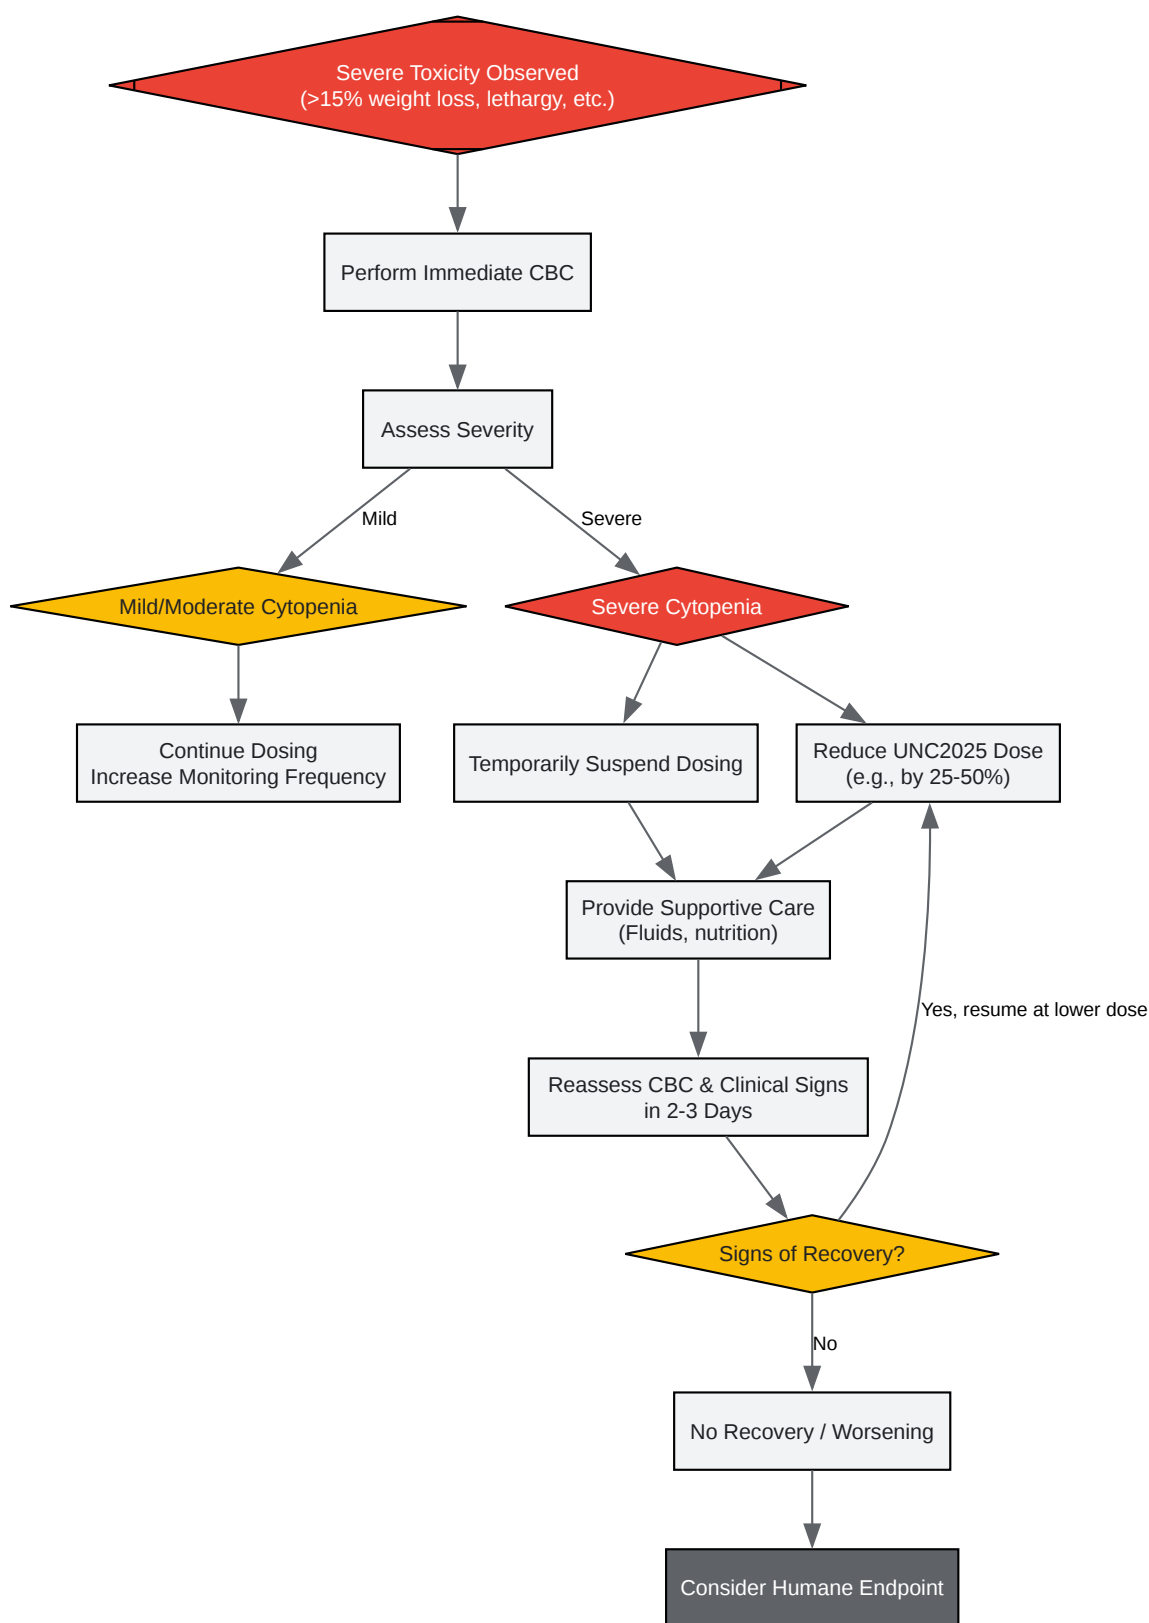 Severe Toxicity Observed
(>15% weight loss, lethargy, etc.)
Perform Immediate CBC
Assess Severity
Mild
Severe
Mild/Moderate Cytopenia
Severe Cytopenia
Continue Dosing
Increase Monitoring Frequency
Temporarily Suspend Dosing
Reduce UNC2025 Dose
(e.g., by 25-50%)
Provide Supportive Care
(Fluids, nutrition)
Yes, resume at lower dose
Reassess CBC & Clinical Signs
in 2-3 Days
Signs of Recovery?
No
No Recovery / Worsening
Consider Humane Endpoint